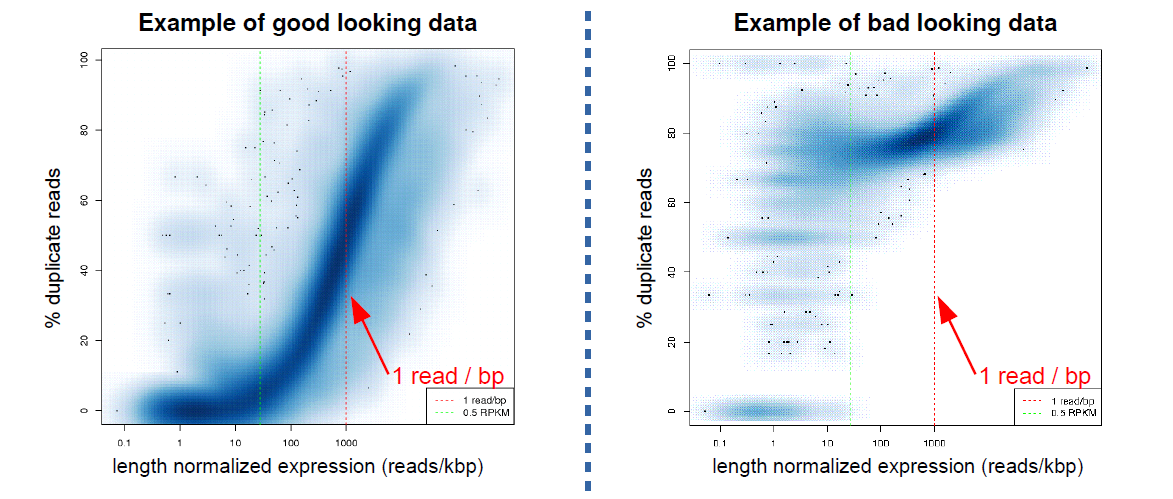 Example of good looking data
100
80
60
40
20
0
% duplicate reads
0.1 1 10 100 1000
length normalized expression (reads/kbp)
1 read / bp
1 read/bp
0.5 RPKM
Example of bad looking data
100
80
60
40
20
0
% duplicate reads
0.1 1 10 100 1000
length normalized expression (reads/kbp)
1 read / bp
1 read/bp
0.5 RPKM